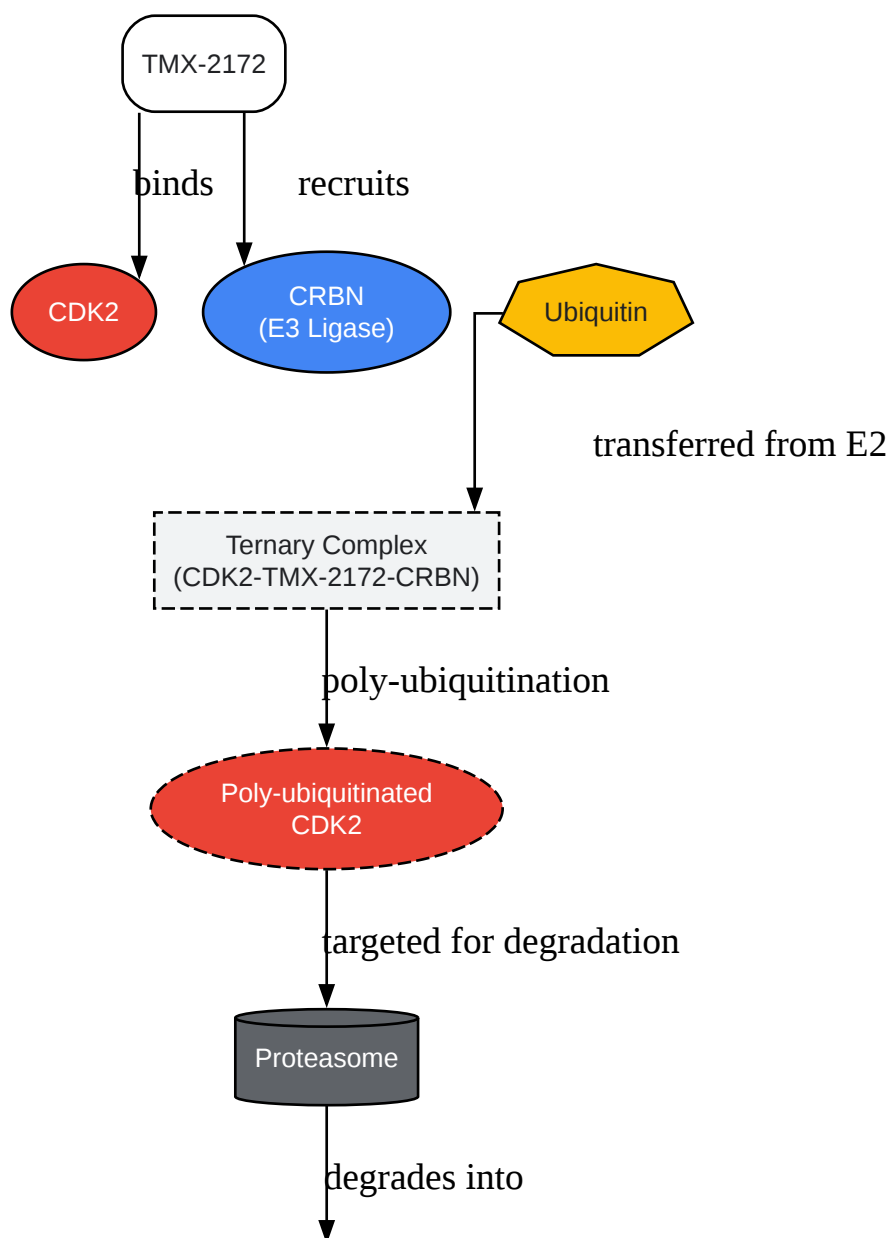 TMX-2172
binds
recruits
CDK2
CRBN
(E3 Ligase)
Ubiquitin
transferred from E2
Ternary Complex
(CDK2-TMX-2172-CRBN)
poly-ubiquitination
Poly-ubiquitinated
CDK2
targeted for degradation
Proteasome
degrades into